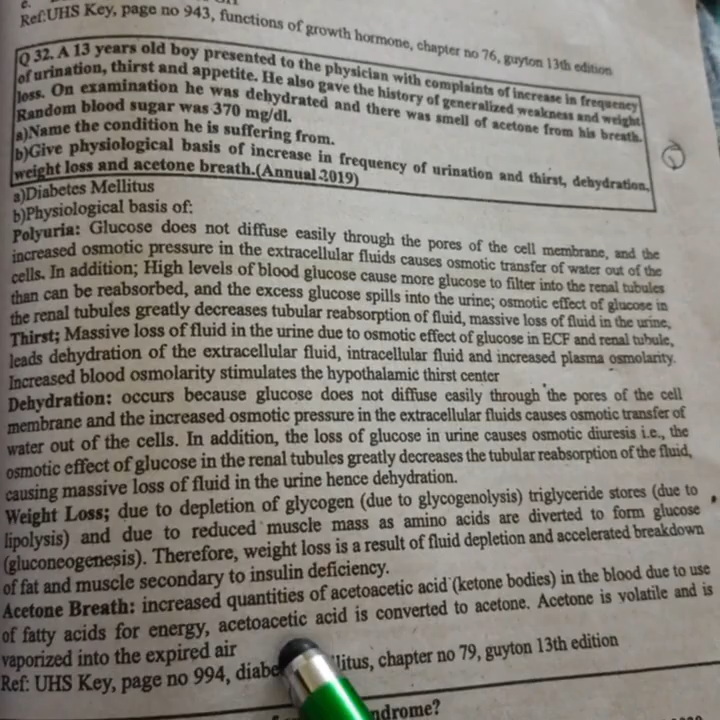 e.
Ref:UHS Key, page no 943, functions of growth hormone, chapter no 76, guyton 13th edition
Q 32. A 13 years old boy presented to the physician with complaints of increase in frequency
of urination, thirst and appetite. He also gave the history of generalized weakness and weight
loss. On examination he was dehydrated and there was smell of acetone from his breath.
Random blood sugar was 370 mg/dl.
a)Name the condition he is suffering from.
b)Give physiological basis of increase in frequency of urination and thirst, dehydration,
weight loss and acetone breath.(Annual 2019)
a)Diabetes Mellitus
b)Physiological basis of:
Polyuria: Glucose does not diffuse easily through the pores of the cell membrane, and the
increased osmotic pressure in the extracellular fluids causes osmotic transfer of water out of the
cells. In addition; High levels of blood glucose cause more glucose to filter into the renal tubules
than can be reabsorbed, and the excess glucose spills into the urine; osmotic effect of glucose in
the renal tubules greatly decreases tubular reabsorption of fluid, massive loss of fluid in the urine,
Thirst; Massive loss of fluid in the urine due to osmotic effect of glucose in ECF and renal tubule,
leads dehydration of the extracellular fluid, intracellular fluid and increased plasma osmolarity.
Increased blood osmolarity stimulates the hypothalamic thirst center
Dehydration: occurs because glucose does not diffuse easily through the pores of the cell
membrane and the increased osmotic pressure in the extracellular fluids causes osmotic transfer of
water out of the cells. In addition, the loss of glucose in urine causes osmotic diuresis i.e., the
osmotic effect of glucose in the renal tubules greatly decreases the tubular reabsorption of the fluid,
causing massive loss of fluid in the urine hence dehydration.
Weight Loss; due to depletion of glycogen (due to glycogenolysis) triglyceride stores (due to
lipolysis) and due to reduced muscle mass as amino acids are diverted to form glucose
(gluconeogenesis). Therefore, weight loss is a result of fluid depletion and accelerated breakdown
of fat and muscle secondary to insulin deficiency.
Acetone Breath: increased quantities of acetoacetic acid (ketone bodies) in the blood due to use
of fatty acids for energy, acetoacetic acid is converted to acetone. Acetone is volatile and is
vaporized into the expired air
Ref: UHS Key, page no 994, diabe litus, chapter no 79, guyton 13th edition
ndrome?